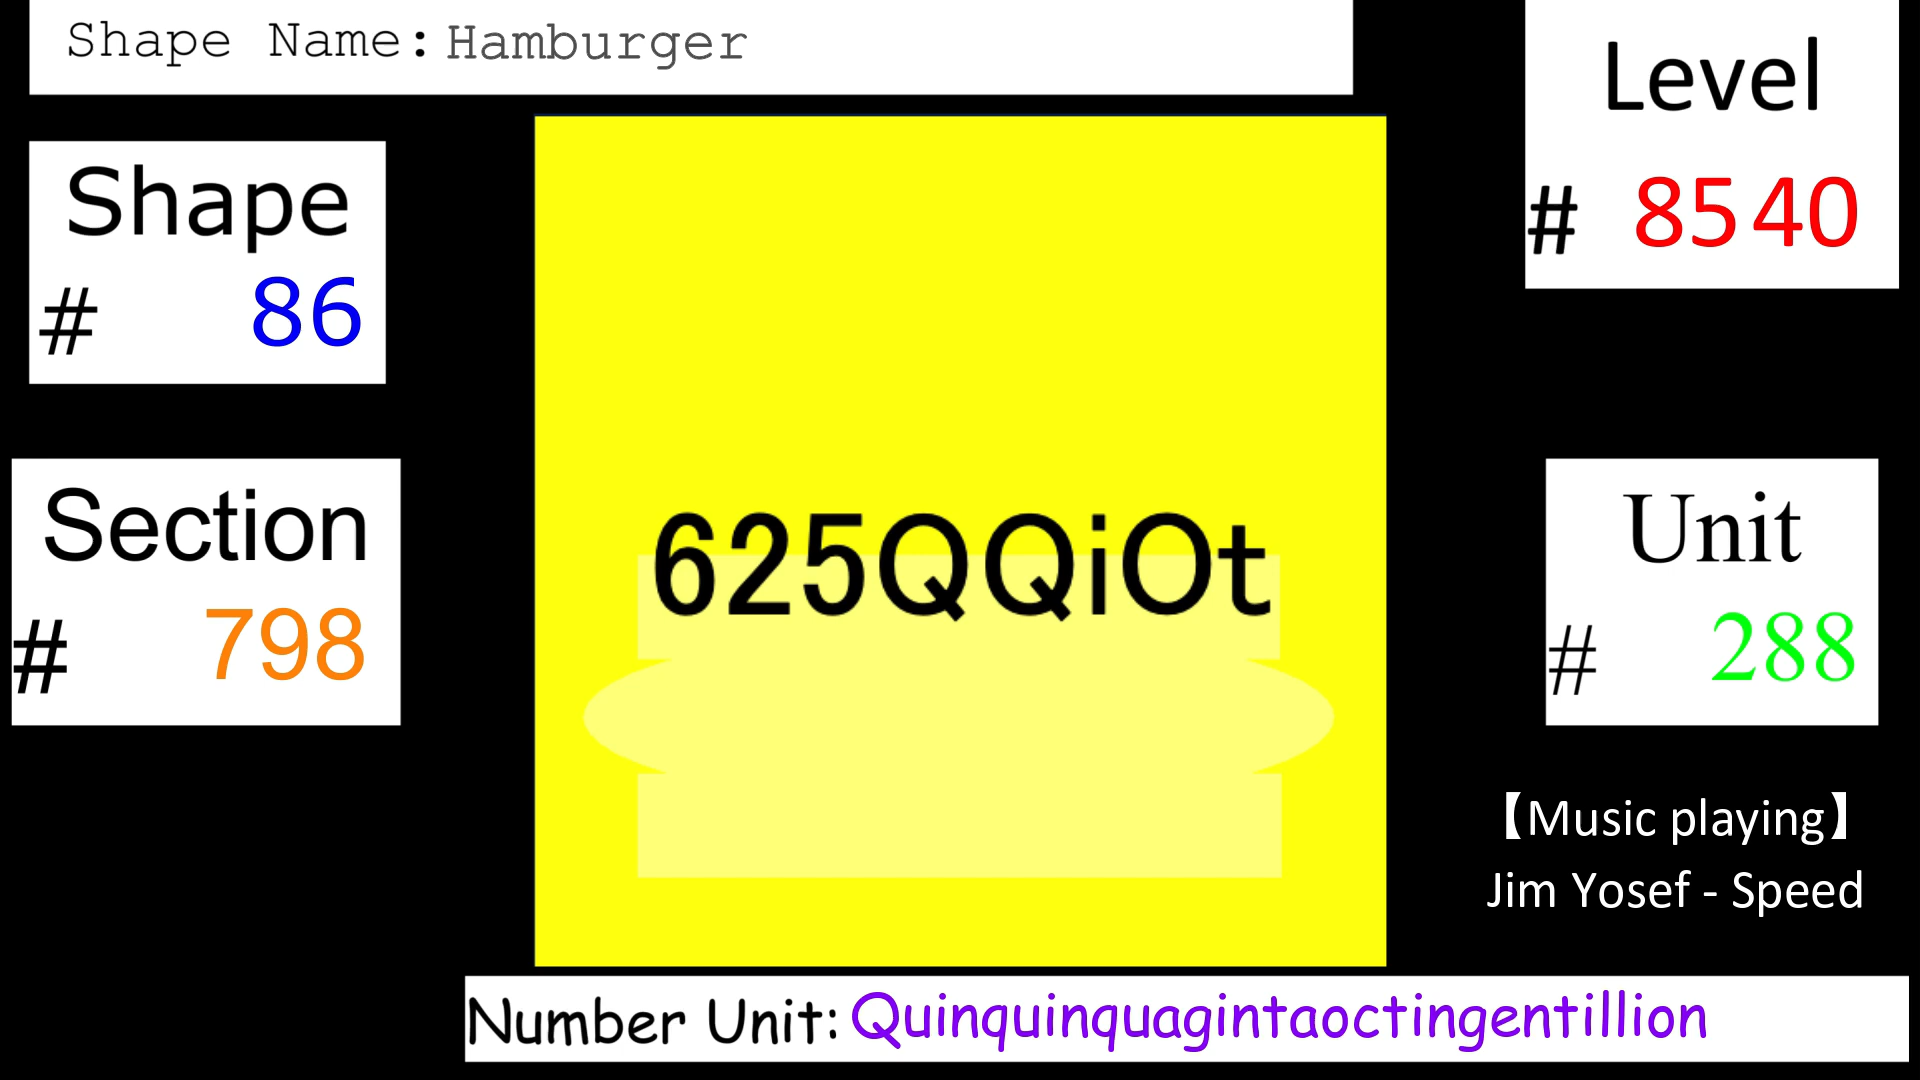 Shape Name: Hamburger
Level
# 8540
Shape
# 86
625QQiOt
Section
# 798
Unit
# 288
【Music playing】
Jim Yosef - Speed
Number Unit: Quinquinquagintaoctingentillion